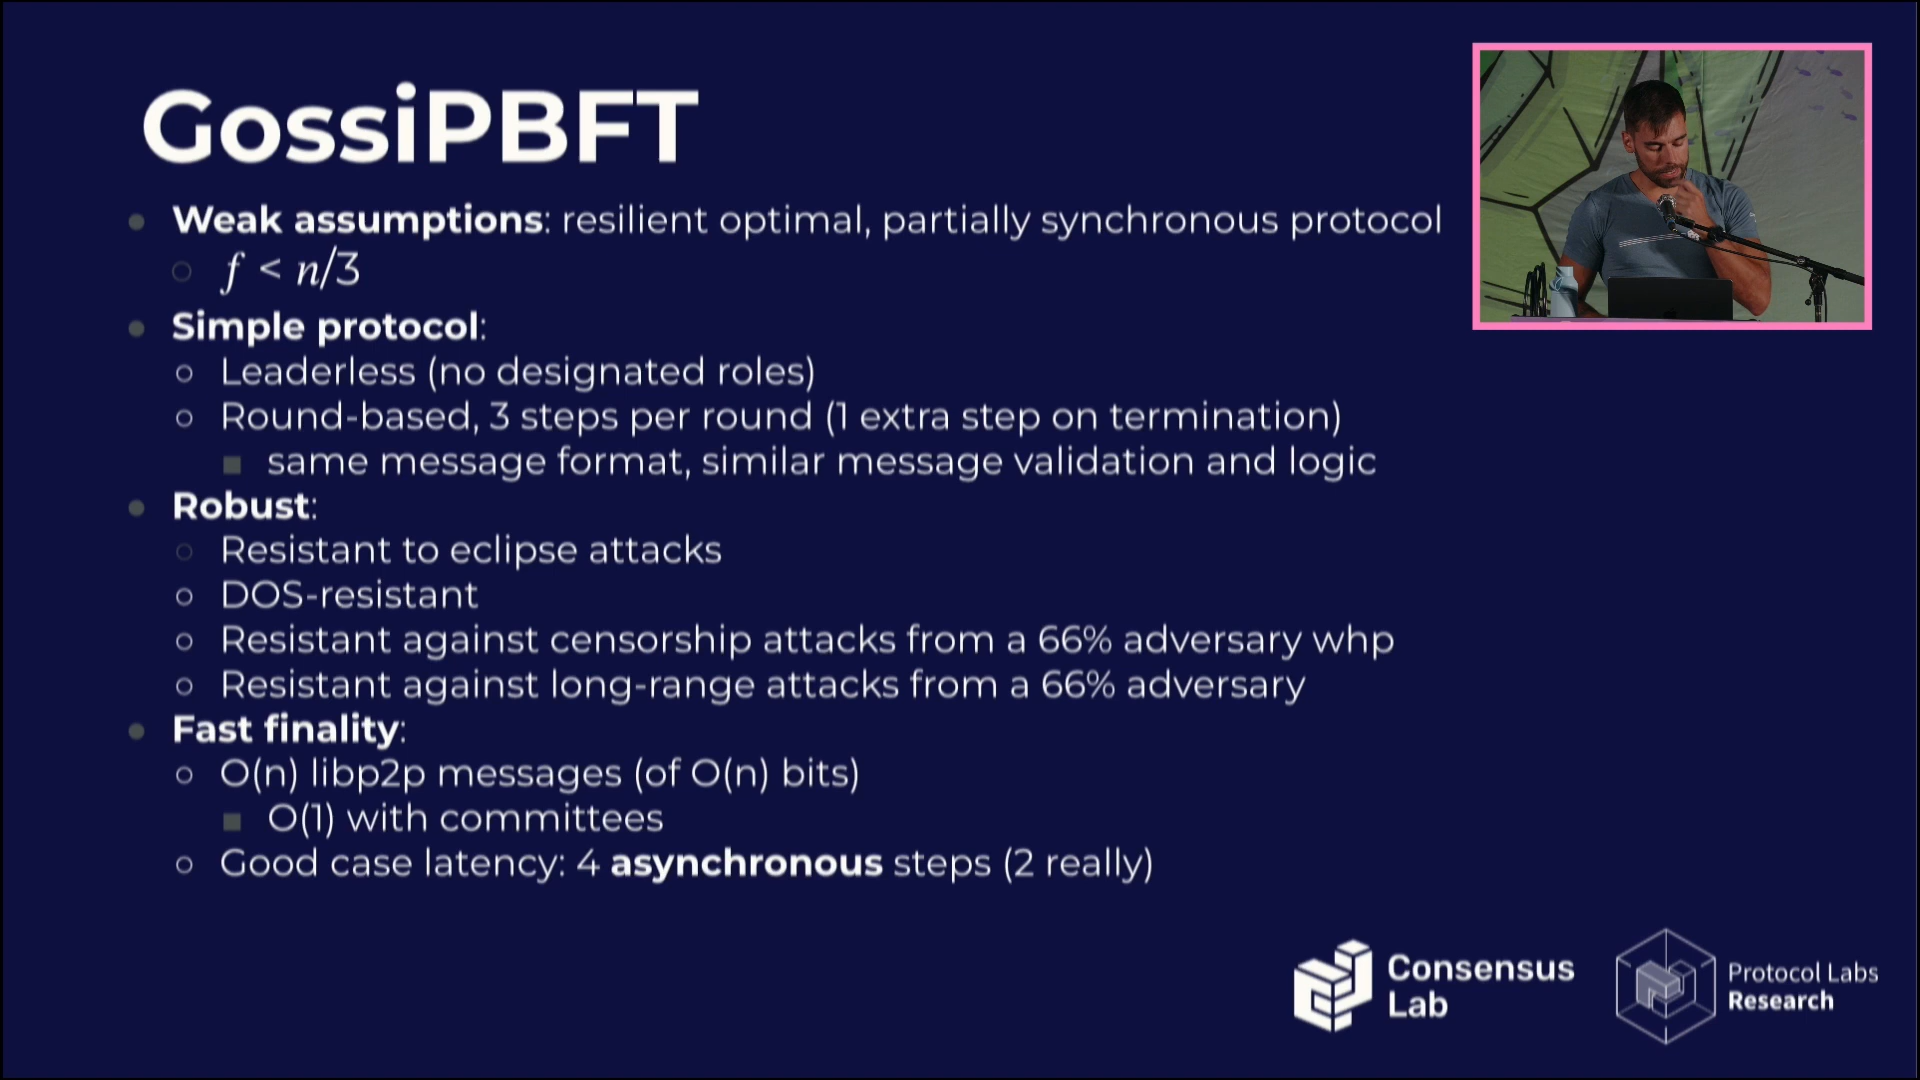 GossiPBFT
Weak assumptions: resilient optimal, partially synchronous protocol
f < n/3
Simple protocol:
Leaderless (no designated roles)
Round-based, 3 steps per round (1 extra step on termination)
same message format, similar message validation and logic
Robust:
Resistant to eclipse attacks
DOS-resistant
Resistant against censorship attacks from a 66% adversary whp
Resistant against long-range attacks from a 66% adversary
Fast finality:
O(n) libp2p messages (of O(n) bits)
O(1) with committees
Good case latency: 4 asynchronous steps (2 really)
Consensus
Lab
Protocol Labs
Research